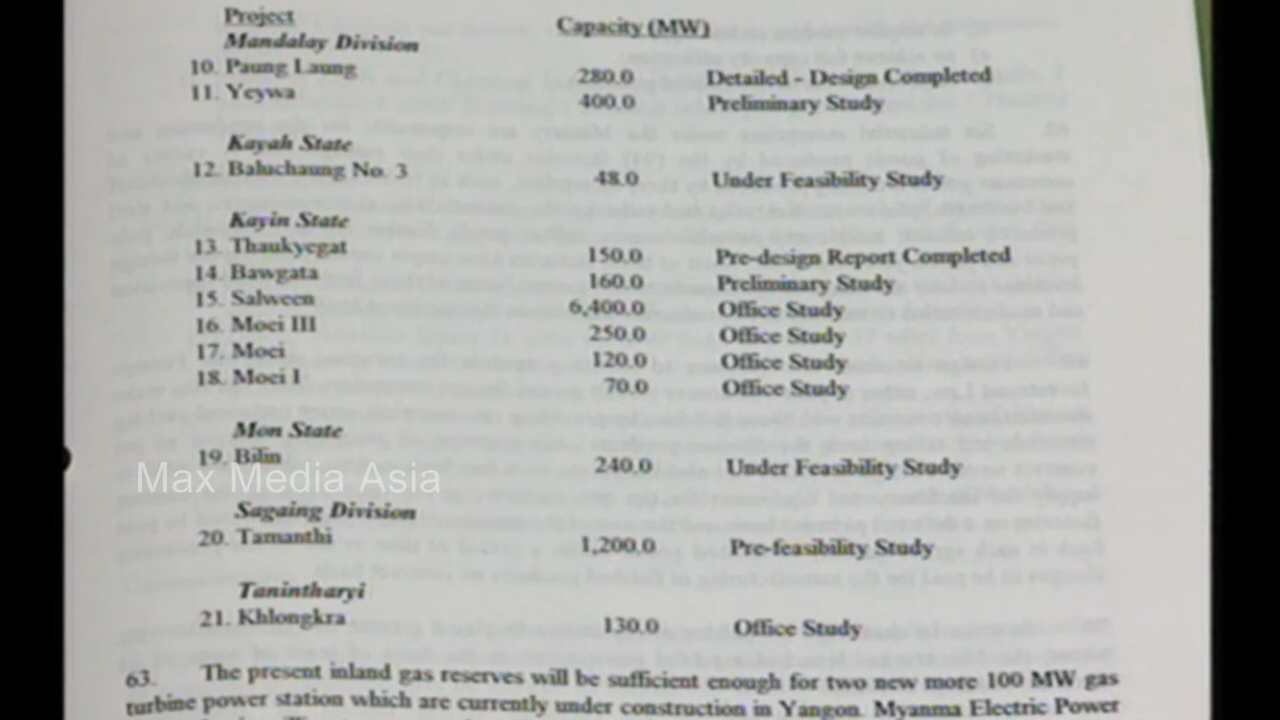 Project Capacity (MW)
Mandalay Division
10. Paung Laung 280.0 Detailed - Design Completed
11. Yeywa 400.0 Preliminary Study
Kayah State
12. Baluchaung No. 3 48.0 Under Feasibility Study
Kayin State
13. Thaukyegat 150.0 Pre-design Report Completed
14. Bawgata 160.0 Preliminary Study
15. Salween 6,400.0 Office Study
16. Moei III 250.0 Office Study
17. Moei 120.0 Office Study
18. Moei I 70.0 Office Study
Mon State
19. Bilin 240.0 Under Feasibility Study
Max Media Asia
Sagaing Division
20. Tamanthi 1,200.0 Pre-feasibility Study
Tanintharyi
21. Khlongkra 130.0 Office Study
63. The present inland gas reserves will be sufficient enough for two new more 100 MW gas
turbine power station which are currently under construction in Yangon. Myanma Electric Power